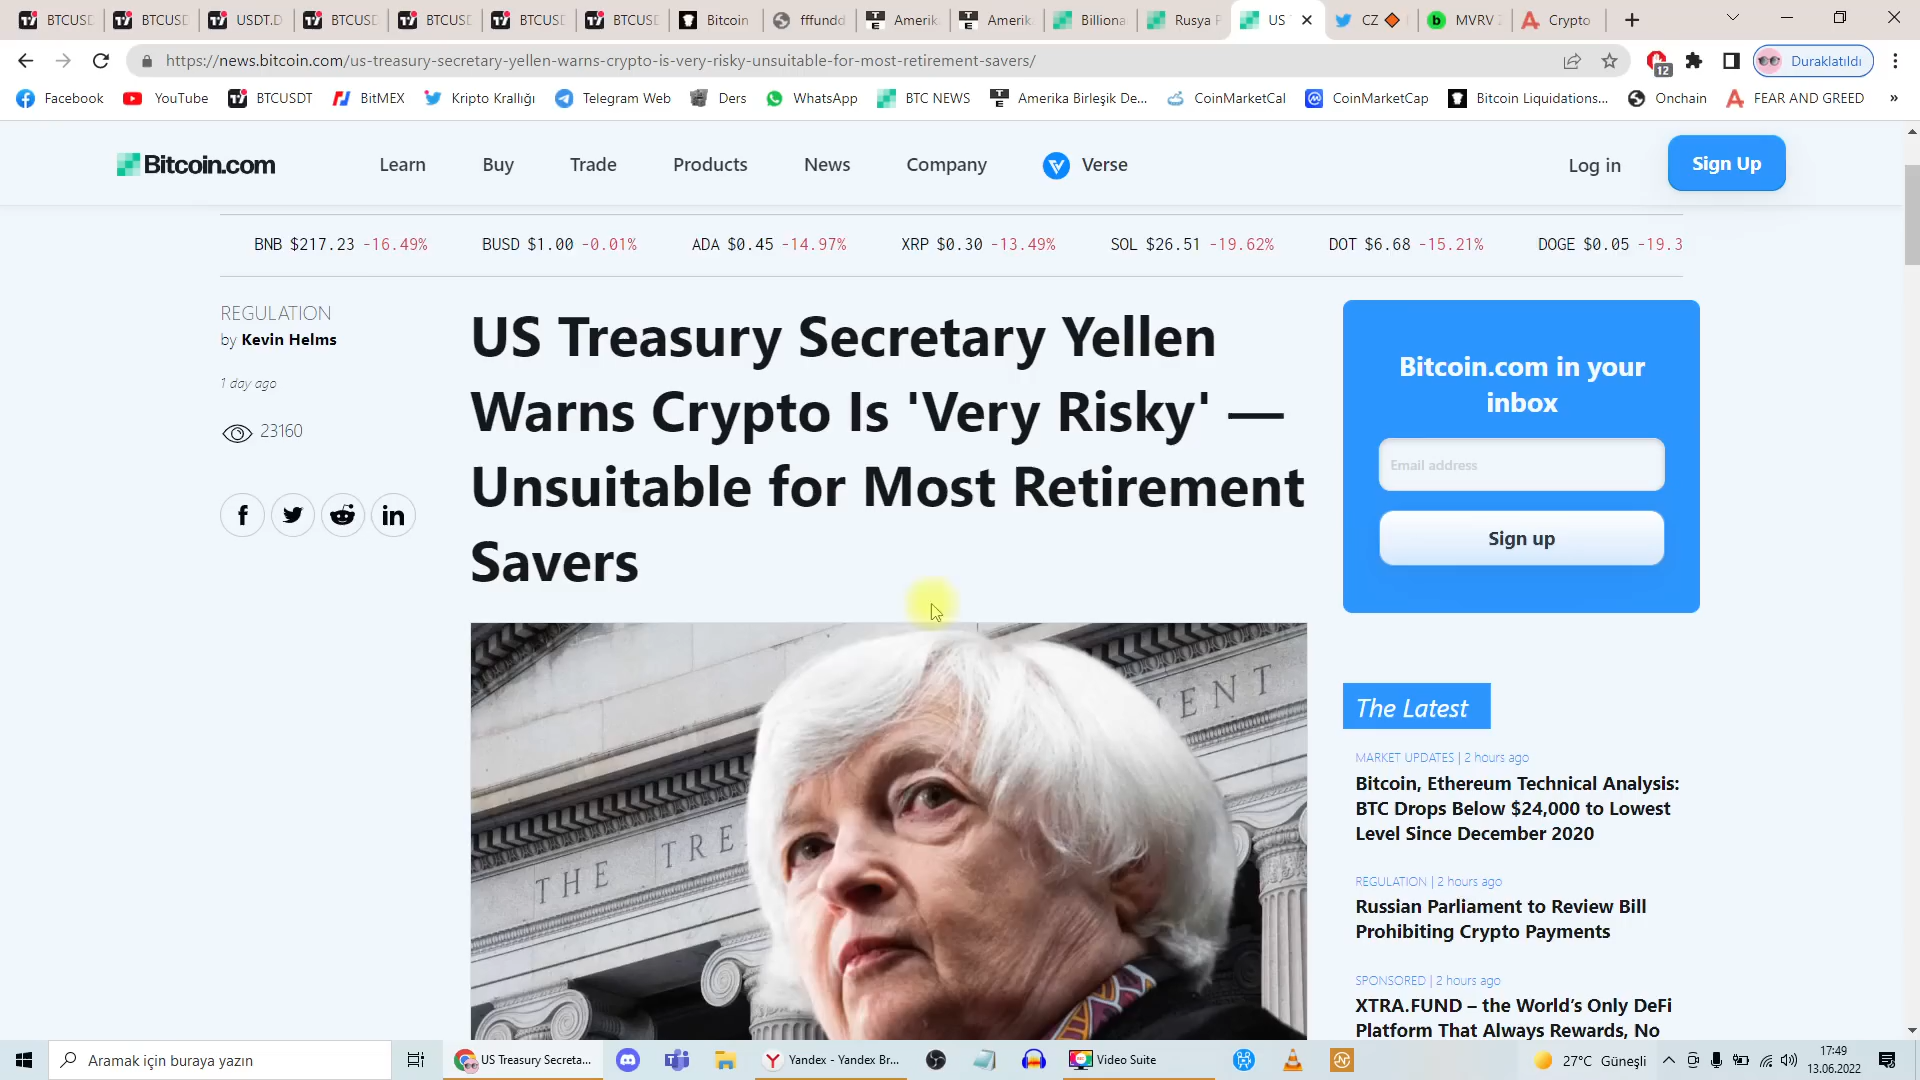 BTCUSD
BTCUSD
USDT.D
BTCUSD
BTCUSD
BTCUSD
BTCUSD
Bitcoin
fffundd
Amerik
Amerik
Billiona
Rusya P
US
CZ
MVRV
Crypto
https://news.bitcoin.com/us-treasury-secretary-yellen-warns-crypto-is-very-risky-unsuitable-for-most-retirement-savers/
12
Duraklatıldı
Facebook YouTube BTCUSDT BitMEX Kripto Krallığı Telegram Web Ders WhatsApp BTC NEWS Amerika Birleşik De... CoinMarketCal CoinMarketCap Bitcoin Liquidations... Onchain FEAR AND GREED »
Bitcoin.com Learn Buy Trade Products News Company Verse Log in Sign Up
BNB $217.23 -16.49% BUSD $1.00 -0.01% ADA $0.45 -14.97% XRP $0.30 -13.49% SOL $26.51 -19.62% DOT $6.68 -15.21% DOGE $0.05 -19.3
REGULATION
by Kevin Helms
1 day ago
23160
US Treasury Secretary Yellen
Warns Crypto Is 'Very Risky' —
Unsuitable for Most Retirement
Savers
THE TRE
ENT
Bitcoin.com in your
inbox
Email address
Sign up
The Latest
MARKET UPDATES | 2 hours ago
Bitcoin, Ethereum Technical Analysis:
BTC Drops Below $24,000 to Lowest
Level Since December 2020
REGULATION | 2 hours ago
Russian Parliament to Review Bill
Prohibiting Crypto Payments
SPONSORED | 2 hours ago
XTRA.FUND – the World's Only DeFi
Platform That Always Rewards, No
Aramak için buraya yazın
US Treasury Secreta...
Yandex - Yandex Br...
Video Suite
27°C Güneşli
17:49
13.06.2022